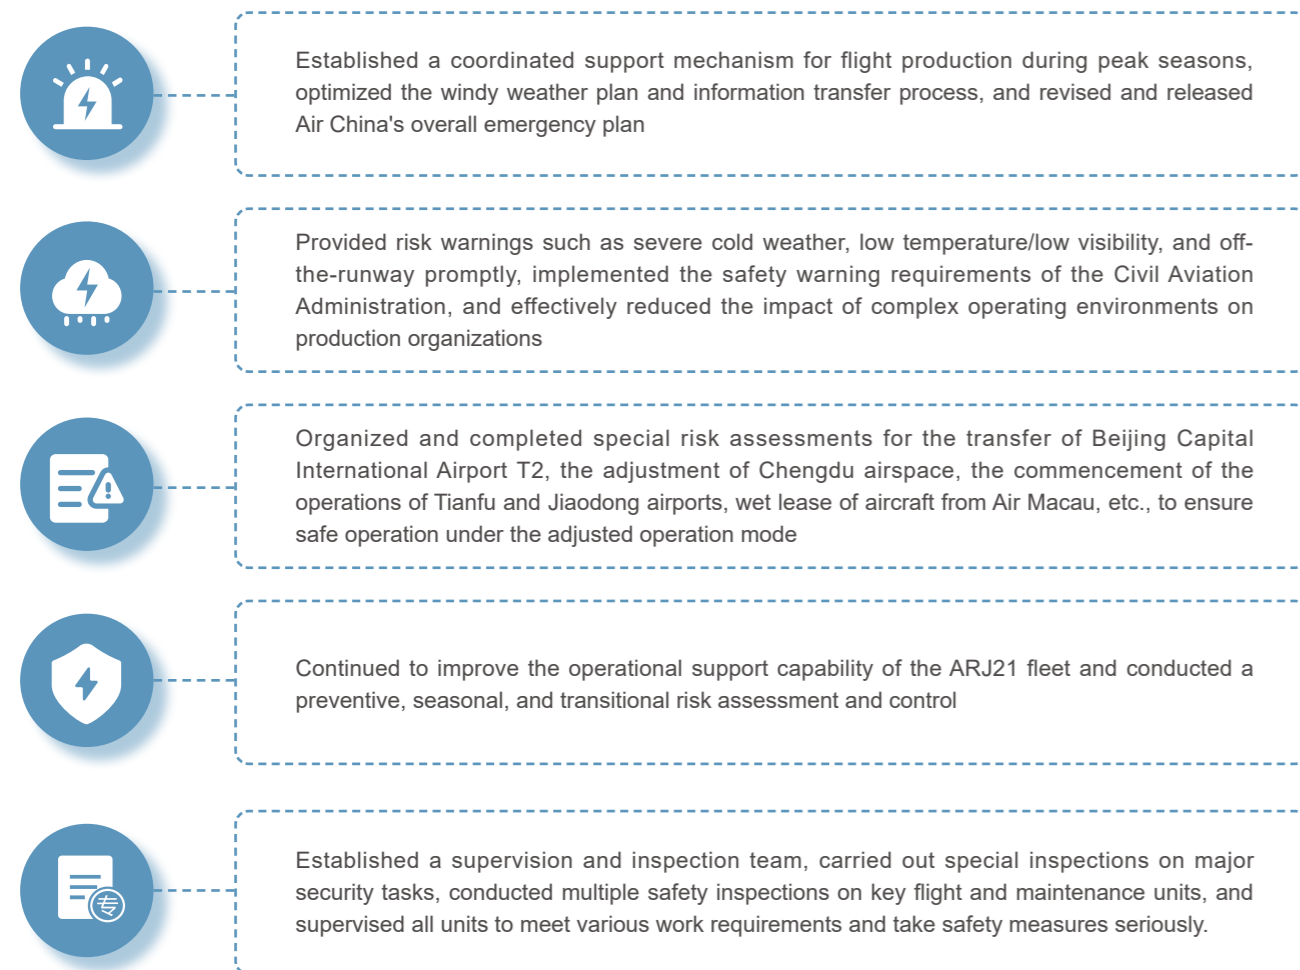 Established a coordinated support mechanism for flight production during peak seasons,
optimized the windy weather plan and information transfer process, and revised and released
Air China's overall emergency plan
Provided risk warnings such as severe cold weather, low temperature/low visibility, and off-
the-runway promptly, implemented the safety warning requirements of the Civil Aviation
Administration, and effectively reduced the impact of complex operating environments on
production organizations
Organized and completed special risk assessments for the transfer of Beijing Capital
International Airport T2, the adjustment of Chengdu airspace, the commencement of the
operations of Tianfu and Jiaodong airports, wet lease of aircraft from Air Macau, etc., to ensure
safe operation under the adjusted operation mode
Continued to improve the operational support capability of the ARJ21 fleet and conducted a
preventive, seasonal, and transitional risk assessment and control
专
Established a supervision and inspection team, carried out special inspections on major
security tasks, conducted multiple safety inspections on key flight and maintenance units, and
supervised all units to meet various work requirements and take safety measures seriously.